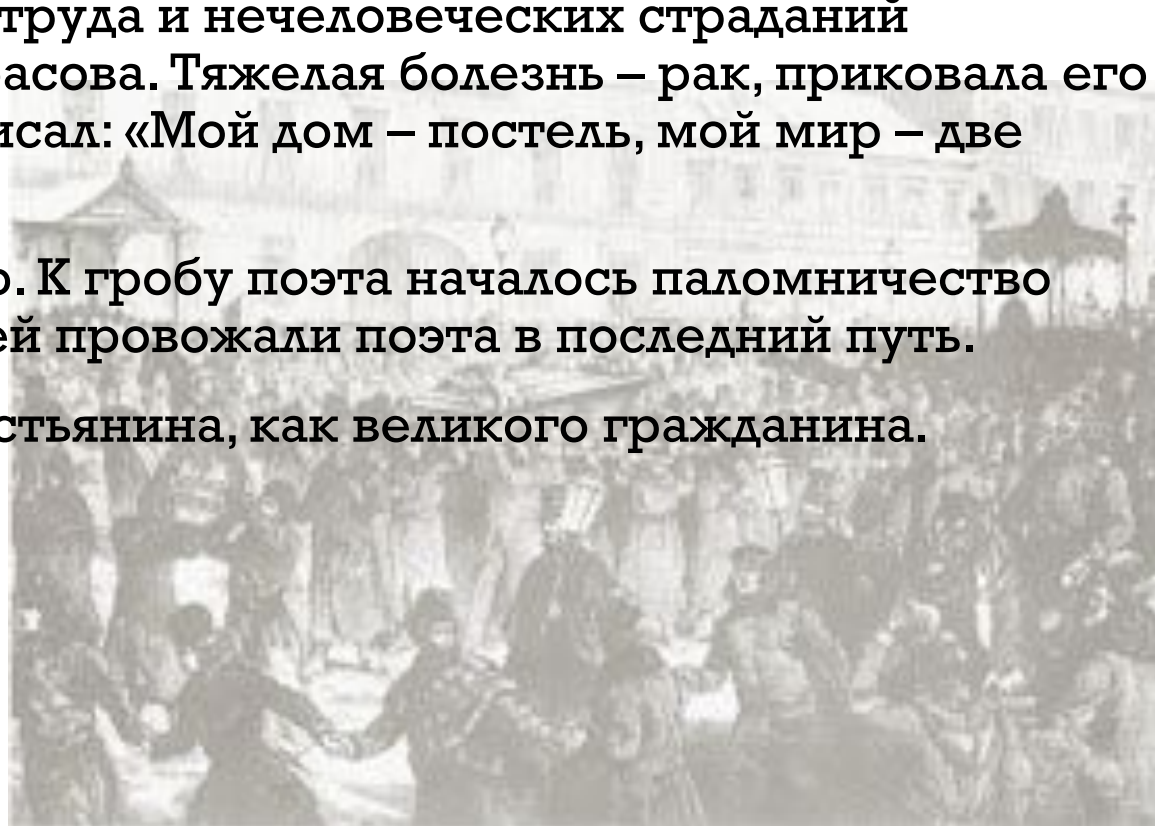 труда и нечеловеческих страданий
асова. Тяжелая болезнь – рак, приковала его
исал: «Мой дом – постель, мой мир – две
о. К гробу поэта началось паломничество
ей провожали поэта в последний путь.
стьянина, как великого гражданина.